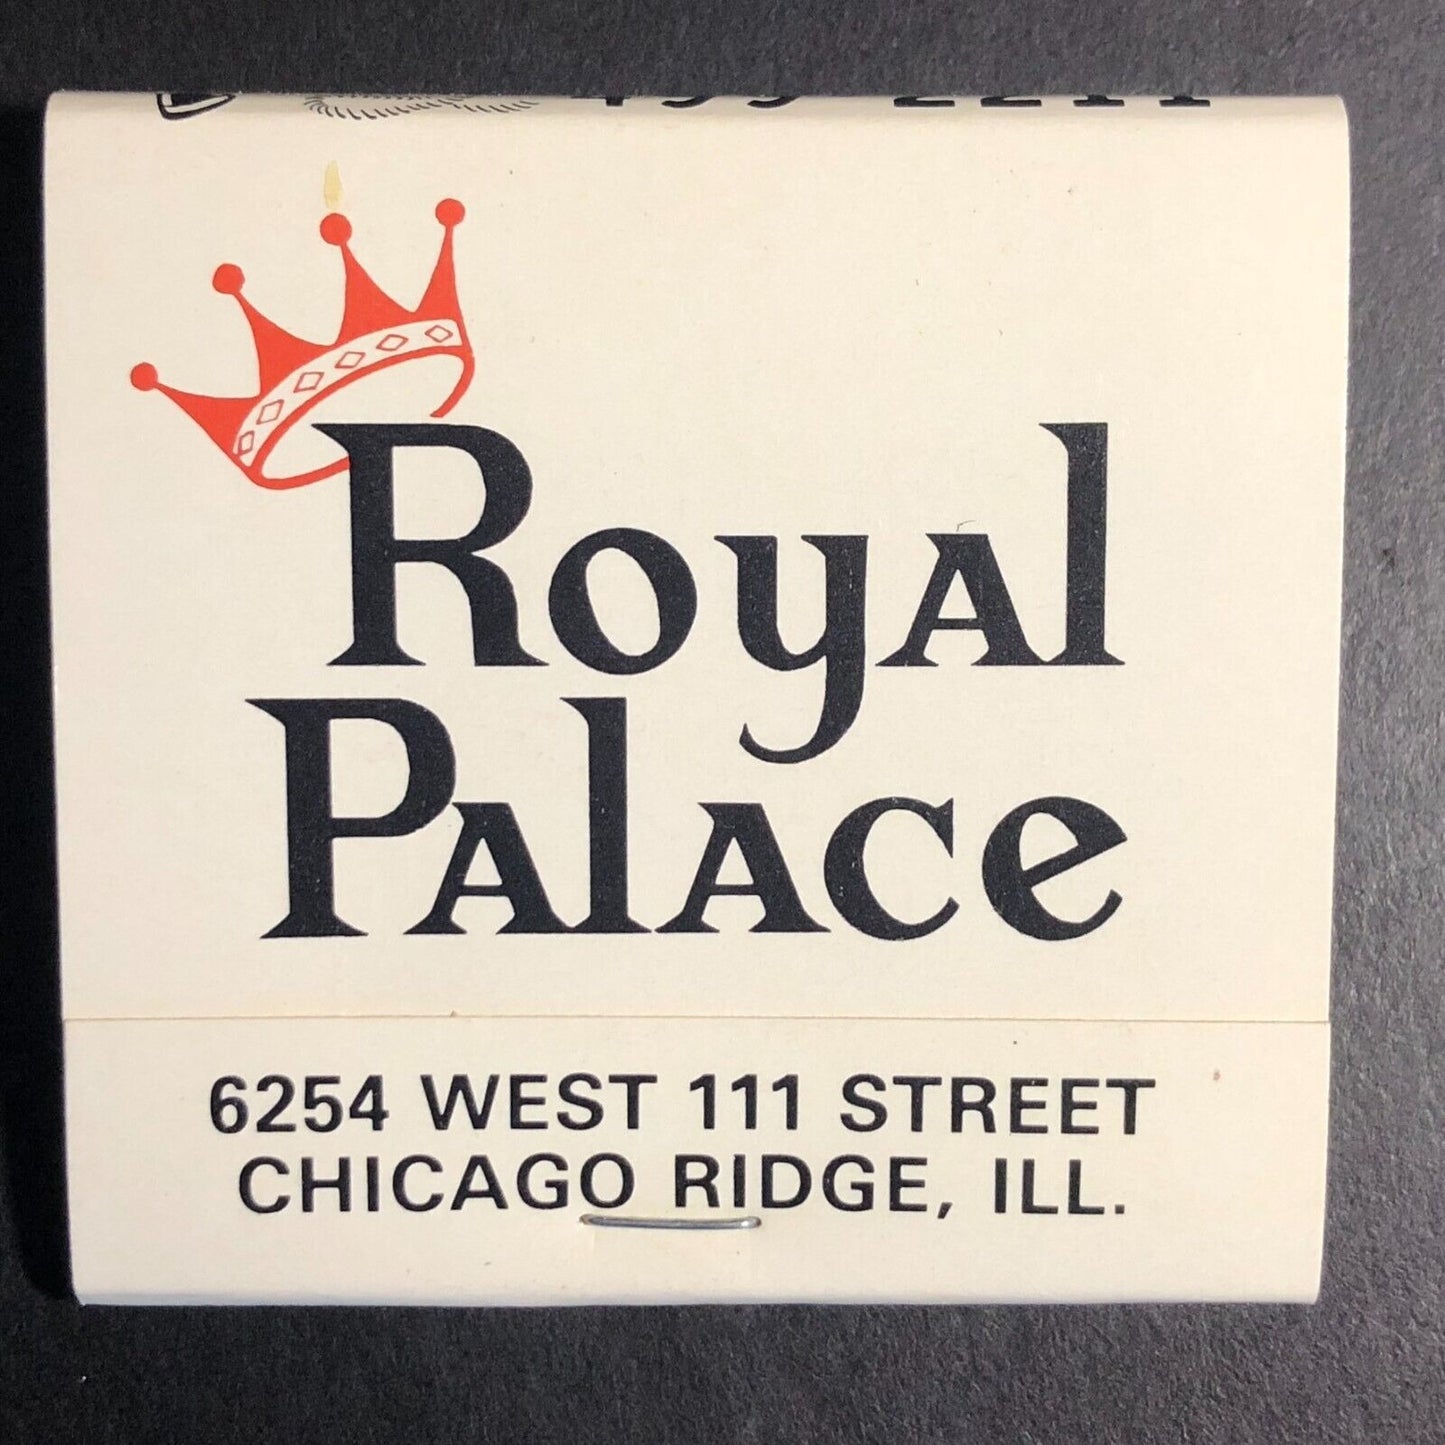 Royal
Palace
6254 WEST 111 STREET
CHICAGO RIDGE, ILL.